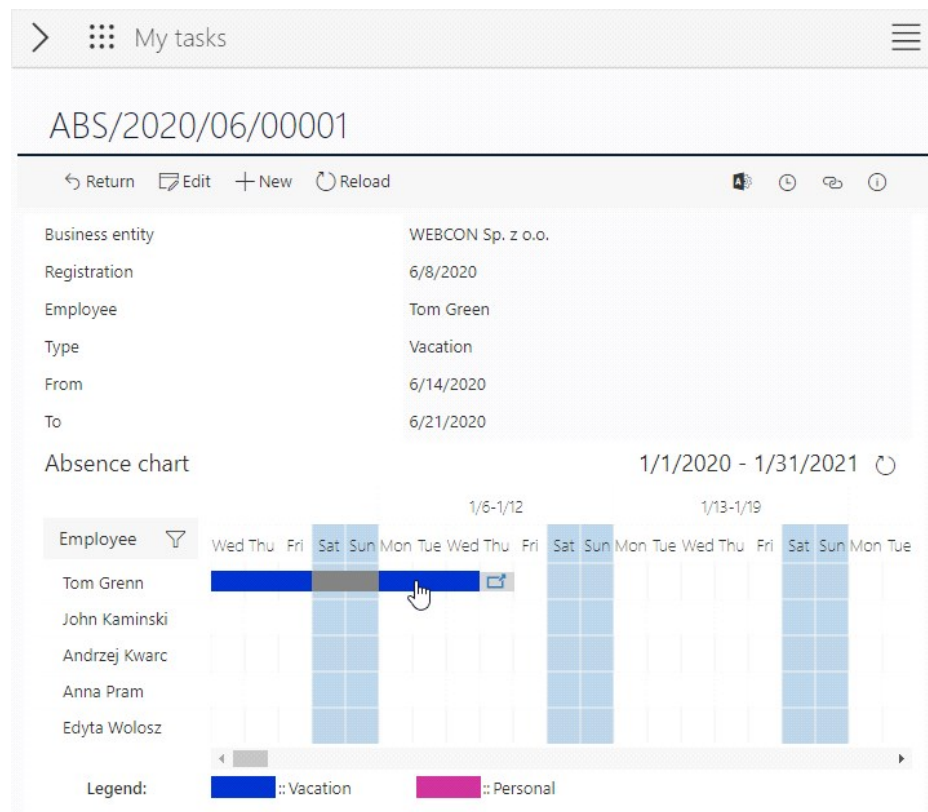 My tasks
ABS/2020/06/00001
Return Edit New Reload
Business entity WEBCON Sp. z o.o.
Registration 6/8/2020
Employee Tom Green
Type Vacation
From 6/14/2020
To 6/21/2020
Absence chart 1/1/2020 - 1/31/2021
1/6-1/12 1/13-1/19
Employee Wed Thu Fri Sat Sun Mon Tue Wed Thu Fri Sat Sun Mon Tue Wed Thu Fri Sat Sun Mon Tue
Tom Grenn
John Kaminski
Andrzej Kwarc
Anna Pram
Edyta Wolosz
Legend: :: Vacation :: Personal